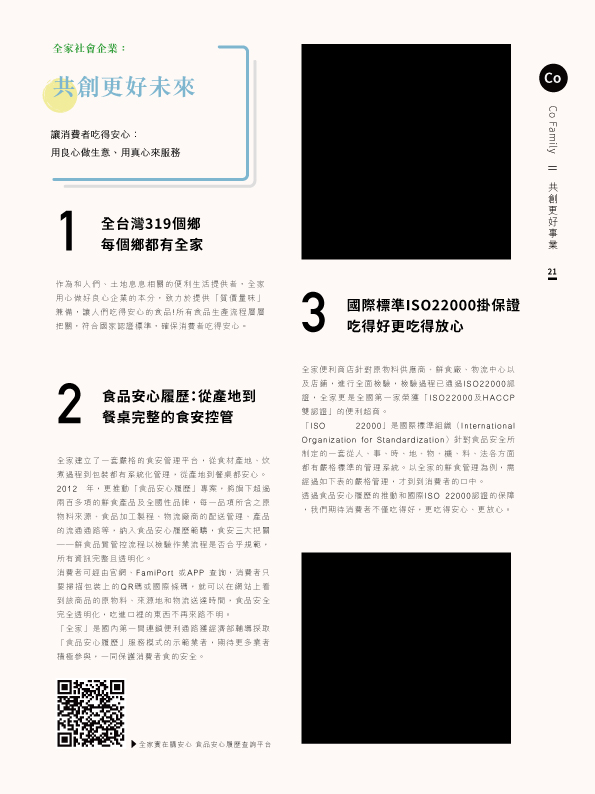 全家社會企業：
共創更好未來
讓消費者吃得安心：
用良心做生意、用真心來服務
1
全台灣319個鄉
每個鄉都有全家
作為和人們、土地息息相關的便利生活提供者，全家
用心做好良心企業的本分，致力於提供「質價量味」
兼備，讓人們吃得安心的食品!所有食品生產流程層層
把關，符合國家認證標準，確保消費者吃得安心。
2
食品安心履歷：從產地到
餐桌完整的食安控管
全家建立了一套嚴格的食安管理平台，從食材產地、炊
煮過程到包裝都有系統化管理，從產地到餐桌都安心。
2012 年，更推動「食品安心履歷」專案，將旗下超過
兩百多項的鮮食產品及全國性品牌，每一品項所含之原
物料來源、食品加工製程、物流廠商的配送管理、產品
的流通通路等，納入食品安心履歷範疇，食安三大把關
——鮮食品質管控流程以檢驗作業流程是否合乎規範，
所有資訊完整且透明化。
消費者可經由官網、FamiPort 或APP 查詢，消費者只
要掃描包裝上的QR碼或國際條碼，就可以在網站上看
到該商品的原物料、來源地和物流送達時間，食品安全
完全透明化，吃進口裡的東西不再來路不明。
「全家」是國內第一間連鎖便利通路獲經濟部輔導採取
「食品安心履歷」服務模式的示範業者，期待更多業者
積極參與，一同保護消費者食的安全。
全家實在購安心 食品安心履歷查詢平台
3
國際標準ISO22000掛保證
吃得好更吃得放心
全家便利商店針對原物料供應商、鮮食廠、物流中心以
及店舖，進行全面檢驗，檢驗過程已通過ISO22000認
證，全家更是全國第一家榮獲「ISO22000及HACCP
雙認證」的便利超商。
「ISO 22000」是國際標準組織（International
Organization for Standardization）針對食品安全所
制定的一套從人、事、時、地、物、機、料、法各方面
都有嚴格標準的管理系統。以全家的鮮食管理為例，需
經過如下表的嚴格管理，才到到消費者的口中。
透過食品安心履歷的推動和國際ISO 22000認證的保障
，我們期待消費者不僅吃得好，更吃得安心、更放心。
Co
Co Family
共創更好事業
21